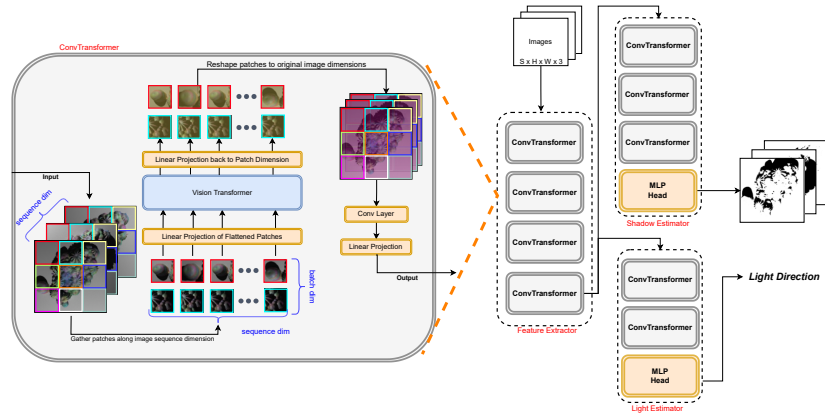 ConvTransformer
Reshape patches to original image dimensions
Linear Projection back to Patch Dimension
Input
Vision Transformer
sequence dim
Linear Projection of Flattened Patches
batch dim
sequence dim
Gather patches along image sequence dimension
Conv Layer
Linear Projection
Output
Images
S x H x W x 3
ConvTransformer
ConvTransformer
ConvTransformer
ConvTransformer
Feature Extractor
ConvTransformer
ConvTransformer
ConvTransformer
MLP
Head
Shadow Estimator
ConvTransformer
ConvTransformer
MLP
Head
Light Estimator
Light Direction